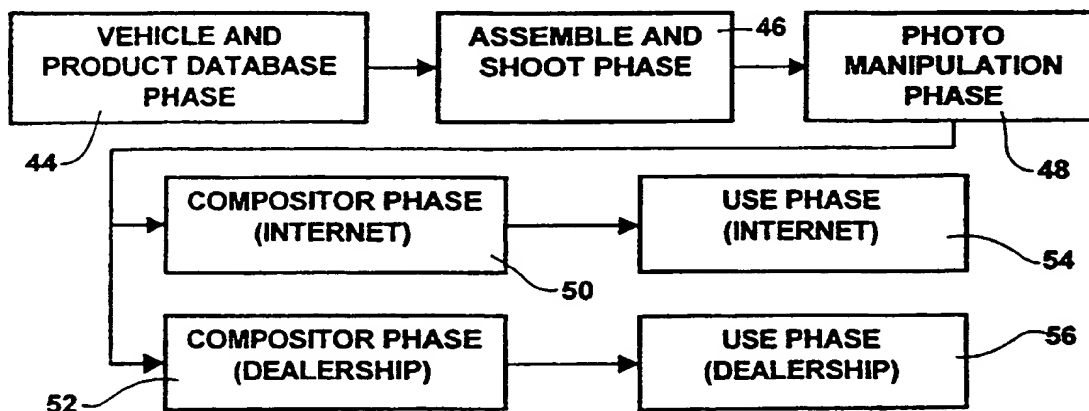 VEHICLE AND
PRODUCT DATABASE
PHASE
44
ASSEMBLE AND
SHOOT PHASE
46
PHOTO
MANIPULATION
PHASE
48
COMPOSITOR PHASE
(INTERNET)
50
USE PHASE
(INTERNET)
54
COMPOSITOR PHASE
(DEALERSHIP)
52
USE PHASE
(DEALERSHIP)
56